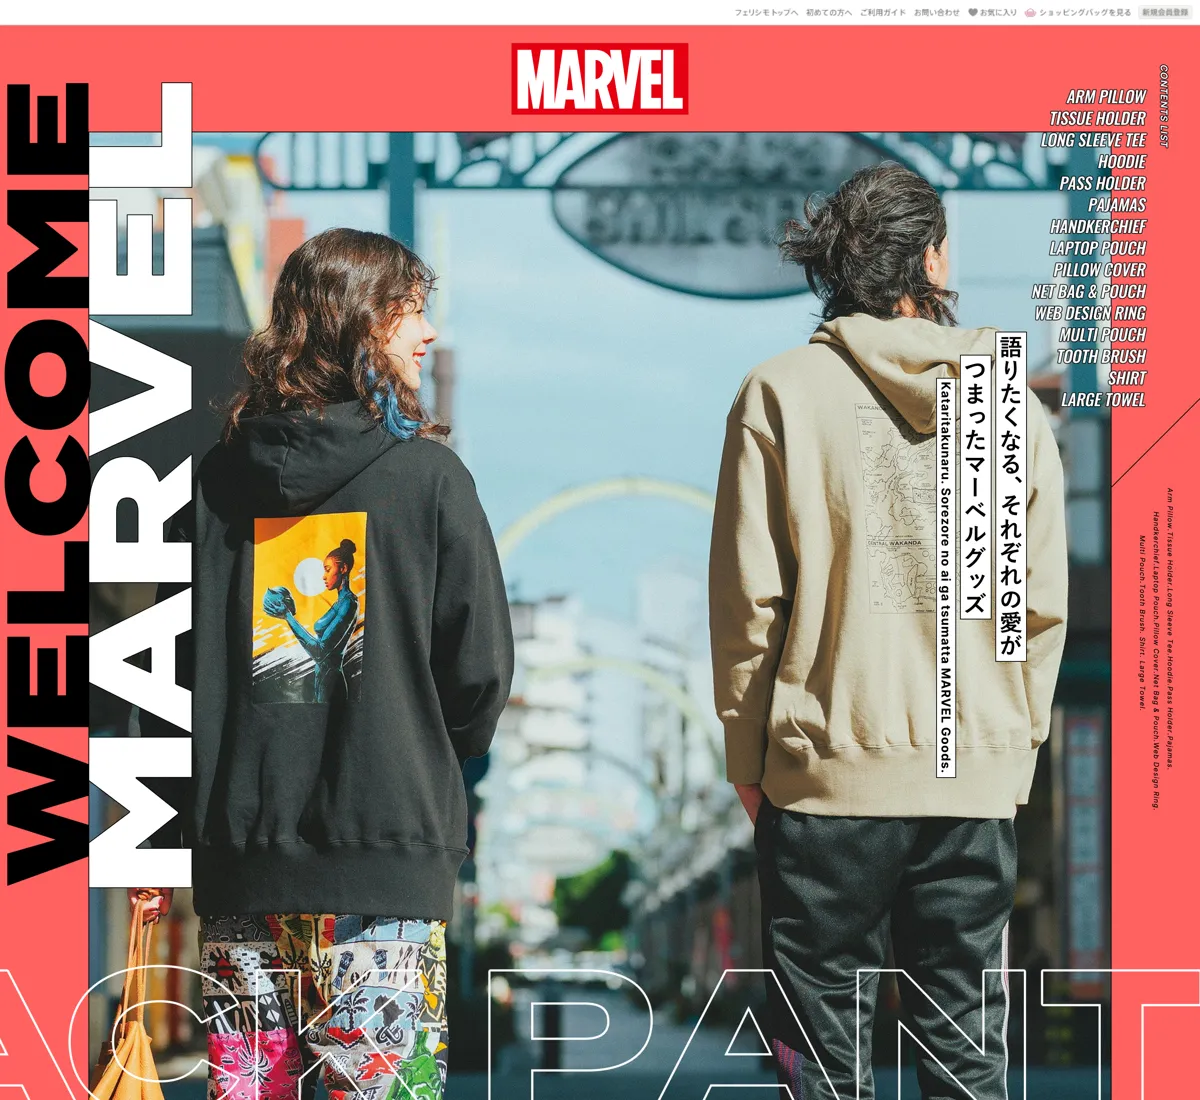 フェリシモトップへ 初めての方へ ご利用ガイド お問い合わせ お気に入り ショッピングバッグを見る 新規会員登録
MARVEL
WELCOME
MARVEL
CONTENTS LIST
ARM PILLOW
TISSUE HOLDER
LONG SLEEVE TEE
HOODIE
PASS HOLDER
PAJAMAS
HANDKERCHIEF
LAPTOP POUCH
PILLOW COVER
NET BAG & POUCH
WEB DESIGN RING
MULTI POUCH
TOOTH BRUSH
SHIRT
LARGE TOWEL
語りたくなる、それぞれの愛が
つまったマーベルグッズ
Kataritakunaru. Sorezore no ai ga tsumatta MARVEL Goods.
Arm Pillow.Tissue Holder.Long Sleeve Tee.Hoodie.Pass Holder.Pajamas.
Handkerchief.Laptop Pouch.Pillow Cover.Net Bag & Pouch.Web Design Ring.
Multi Pouch.Tooth Brush. Shirt. Large Towel.
WAKANDA
CENTRAL WAKANDA
ACK PANT